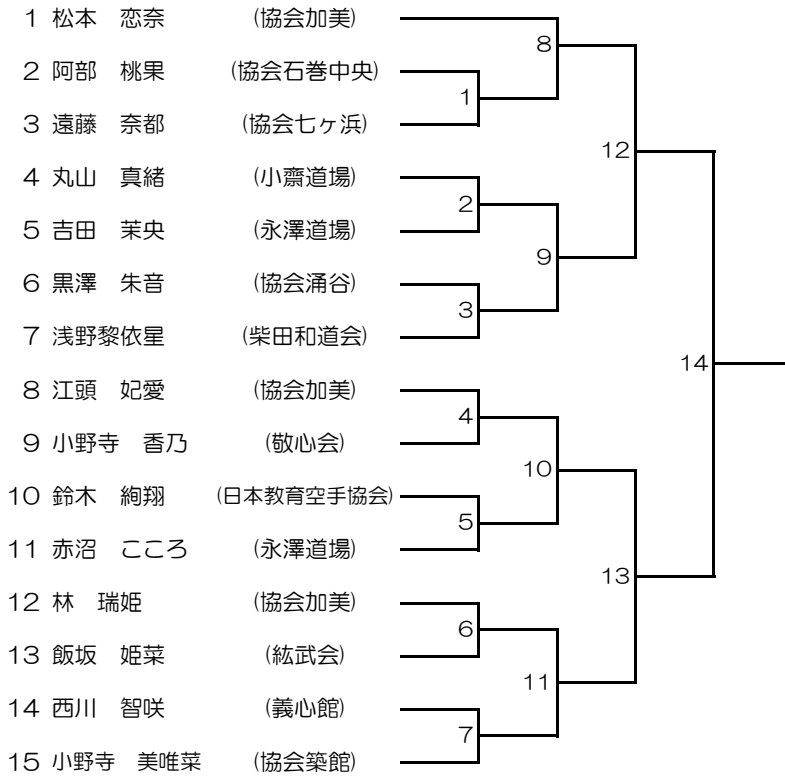 1 松本　恋奈 (協会加美)
8
2 阿部　桃果 (協会石巻中央)
1
3 遠藤　奈都 (協会七ヶ浜)
12
4 丸山　真緒 (小齋道場)
2
5 吉田　茉央 (永澤道場)
9
6 黒澤　朱音 (協会涌谷)
3
7 浅野黎依星 (柴田和道会)
14
8 江頭　妃愛 (協会加美)
4
9 小野寺　香乃 (敬心会)
10
10 鈴木　絢翔 (日本教育空手協会)
5
11 赤沼　こころ (永澤道場)
13
12 林　瑞姫 (協会加美)
6
13 飯坂　姫菜 (紘武会)
11
14 西川　智咲 (義心館)
7
15 小野寺　美唯菜 (協会築館)